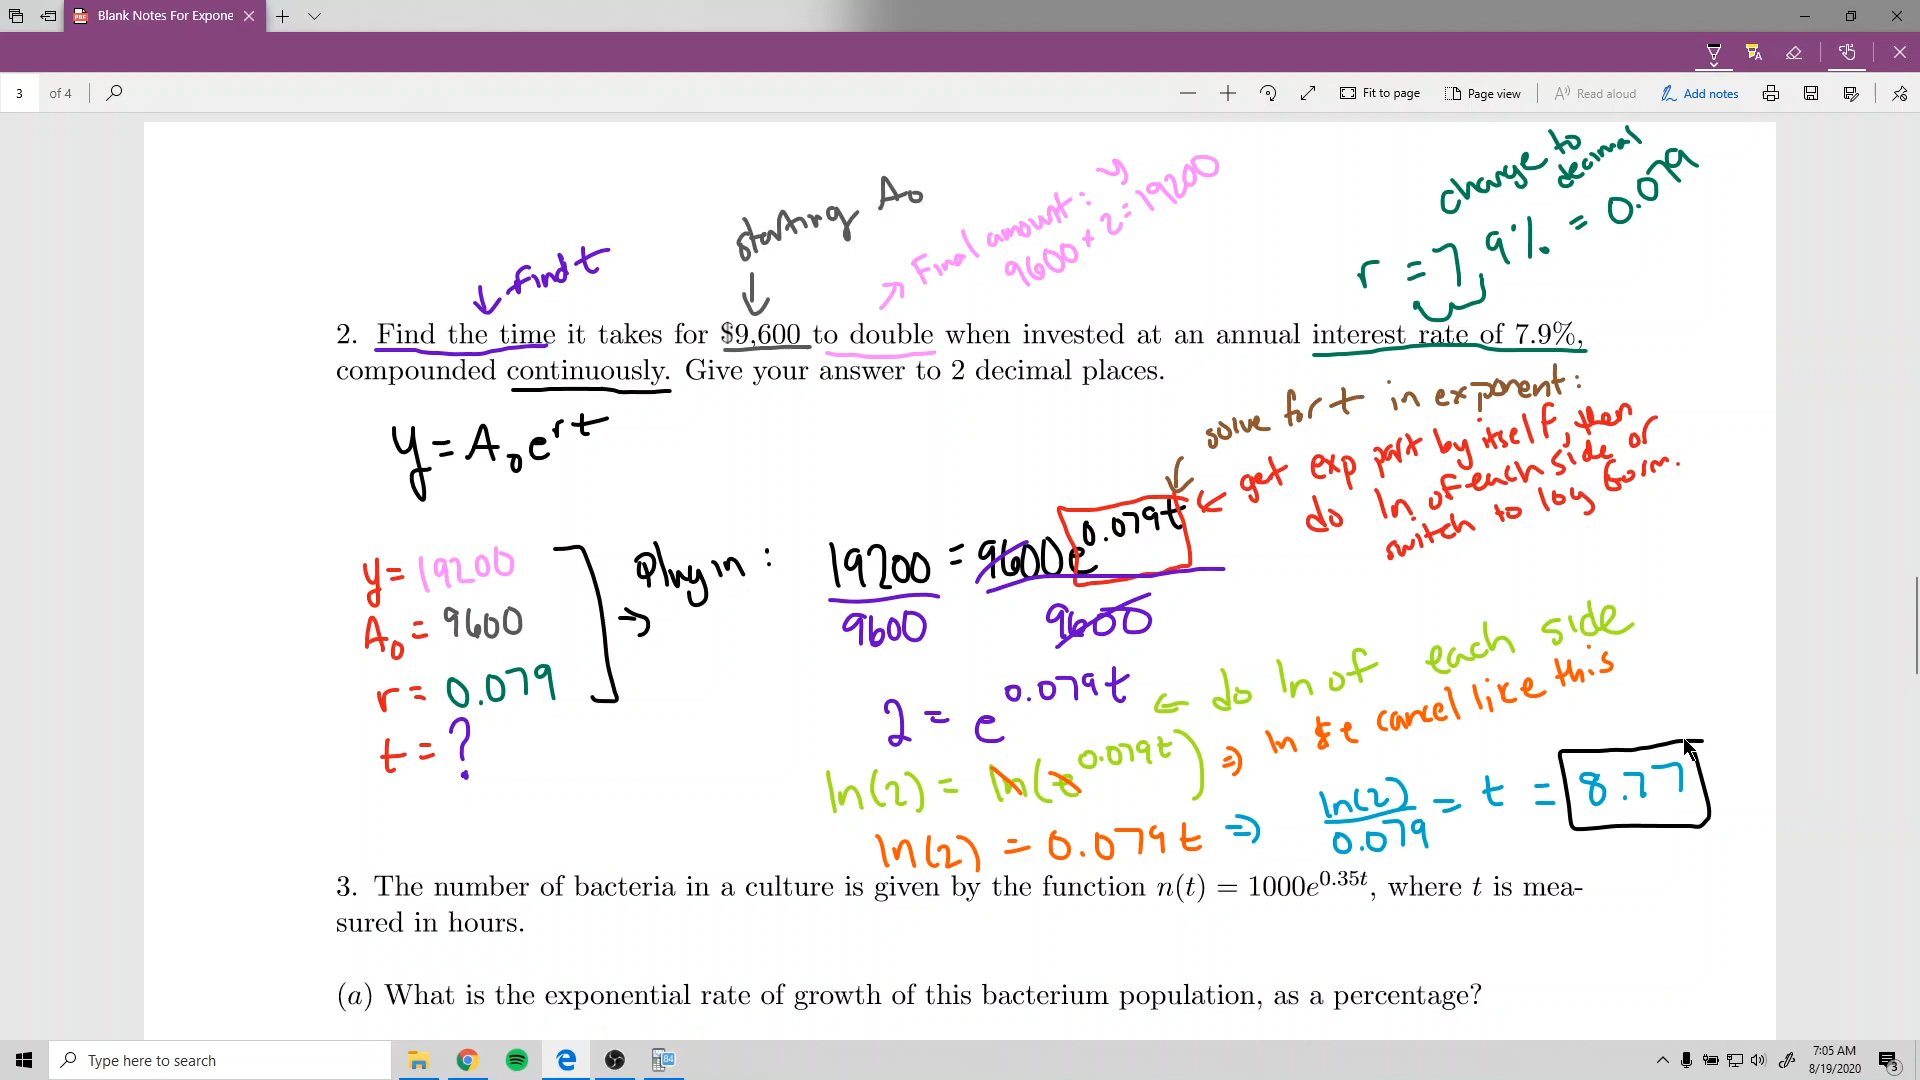 Blank Notes For Expone
3 of 4
Fit to page
Page view
Read aloud
Add notes
change to
decimal
r = 7.9% = 0.079
starting A₀
Final amount: y
9600 * 2 = 19200
find t
2. Find the time it takes for $9,600 to double when invested at an annual interest rate of 7.9%,
compounded continuously. Give your answer to 2 decimal places.
y = A₀e^{rt}
solve for t in exponent:
get exp part by itself, then
do ln of each side or
switch to log form.
y = 19200
A₀ = 9600
r = 0.079
t = ?
⇒ Plug in :
19200 = 9600e^{0.079t}
9600 9600
2 = e^{0.079t} ← do ln of each side
ln(2) = ln(e^{0.079t}) ⇒ ln & e cancel like this
ln(2) = 0.079t ⇒ ln(2)/0.079 = t = 8.77
3. The number of bacteria in a culture is given by the function n(t) = 1000e^{0.35t}, where t is mea-
sured in hours.
(a) What is the exponential rate of growth of this bacterium population, as a percentage?
Type here to search
84
7:05 AM
8/19/2020
3